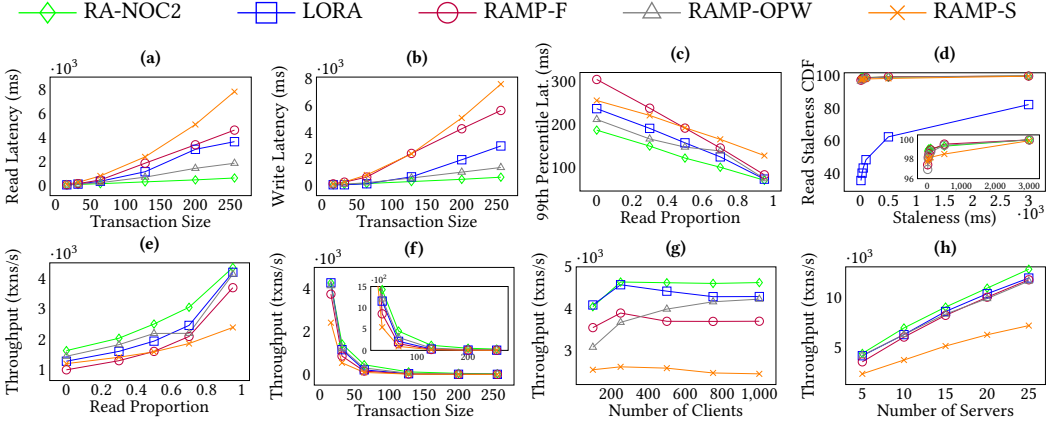 RA-NOC2 LORA RAMP-F RAMP-OPW RAMP-S
(a)
·10³
Read Latency (ms)
8
6
4
2
0
0 50 100 150 200 250
Transaction Size
(b)
·10³
Write Latency (ms)
8
6
4
2
0
0 50 100 150 200 250
Transaction Size
(c)
99th Percentile Lat. (ms)
300
250
200
150
100
0 0.2 0.4 0.6 0.8 1
Read Proportion
(d)
Read Staleness CDF
100
80
60
40
100
98
96
0 1,000 2,000 3,000
0 0.5 1 1.5 2 2.5 3
·10³
Staleness (ms)
(e)
·10³
Throughput (txns/s)
4
3
2
1
0 0.2 0.4 0.6 0.8 1
Read Proportion
(f)
·10³
Throughput (txns/s)
4
2
0
·10²
15
10
5
0
100 200
0 50 100 150 200 250
Transaction Size
(g)
·10³
Throughput (txns/s)
5
4
3
200 400 600 800 1,000
Number of Clients
(h)
·10³
Throughput (txns/s)
10
5
5 10 15 20 25
Number of Servers